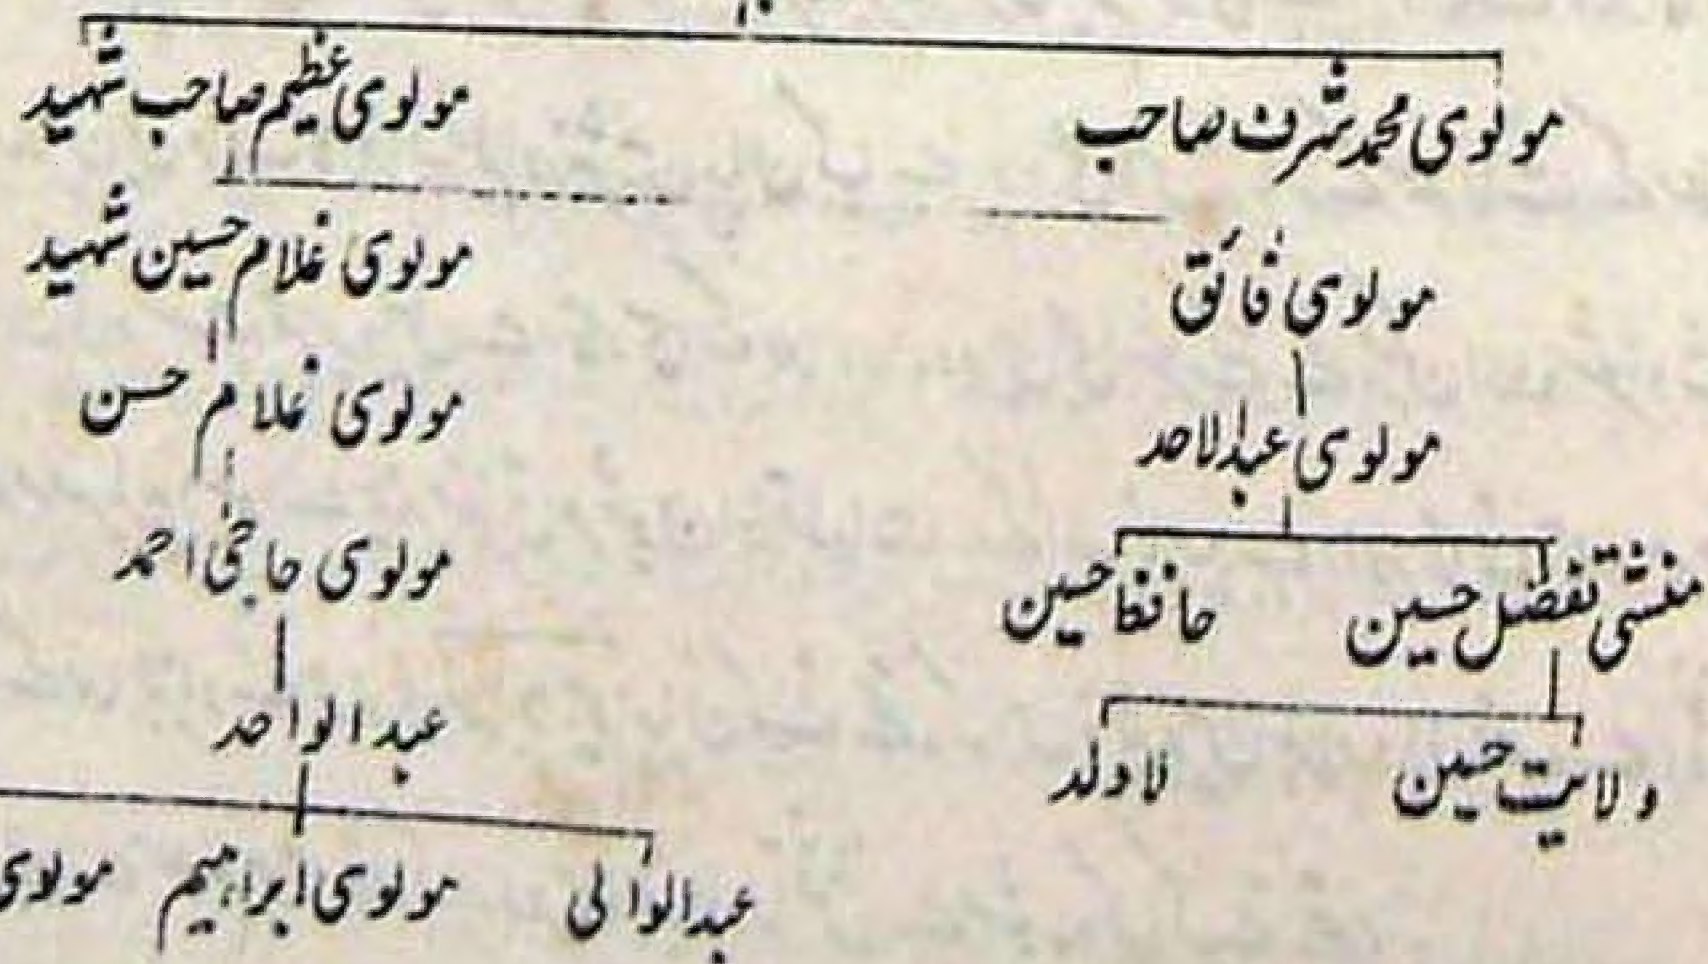 مولوی محمد شرف صاحب
مولوی عظیم صاحب شہید
مولوی فائق
مولوی غلام حسین شہید
مولوی عبدالاحد
مولوی غلام حسن
منشی تفضل حسین
حافظ حسین
مولوی حاجی احمد
ولایت حسین
لاولد
عبدالواحد
عبدالوالی
مولوی ابراہیم
مولوی